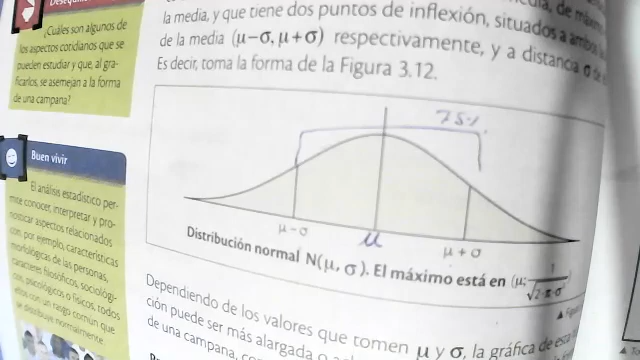 ¿Cuáles son algunos de
los aspectos cotidianos que se
pueden estudiar y que, al gra-
ficarlos, se asemejan a la forma
de una campana?
Buen vivir
El análisis estadístico per-
mite conocer, interpretar y pro-
nosticar aspectos relacionados
con, por ejemplo, características
morfológicas de las personas,
caracteres filosóficos, sociológi-
cos, psicológicos o físicos, todos
ellos con un rasgo común que
se distribuye normalmente.
la media, y que tiene dos puntos de inflexión, situados a ambos
de la media (μ−σ, μ+σ) respectivamente, y a distancia σ de
Es decir, toma la forma de la Figura 3.12.
75%
μ−σ
μ
μ+σ
Distribución normal N(μ, σ). El máximo está en (μ; 1/√2·π·σ
Dependiendo de los valores que tomen μ y σ, la gráfica de esta
ción puede ser más alargada o
de una campana,